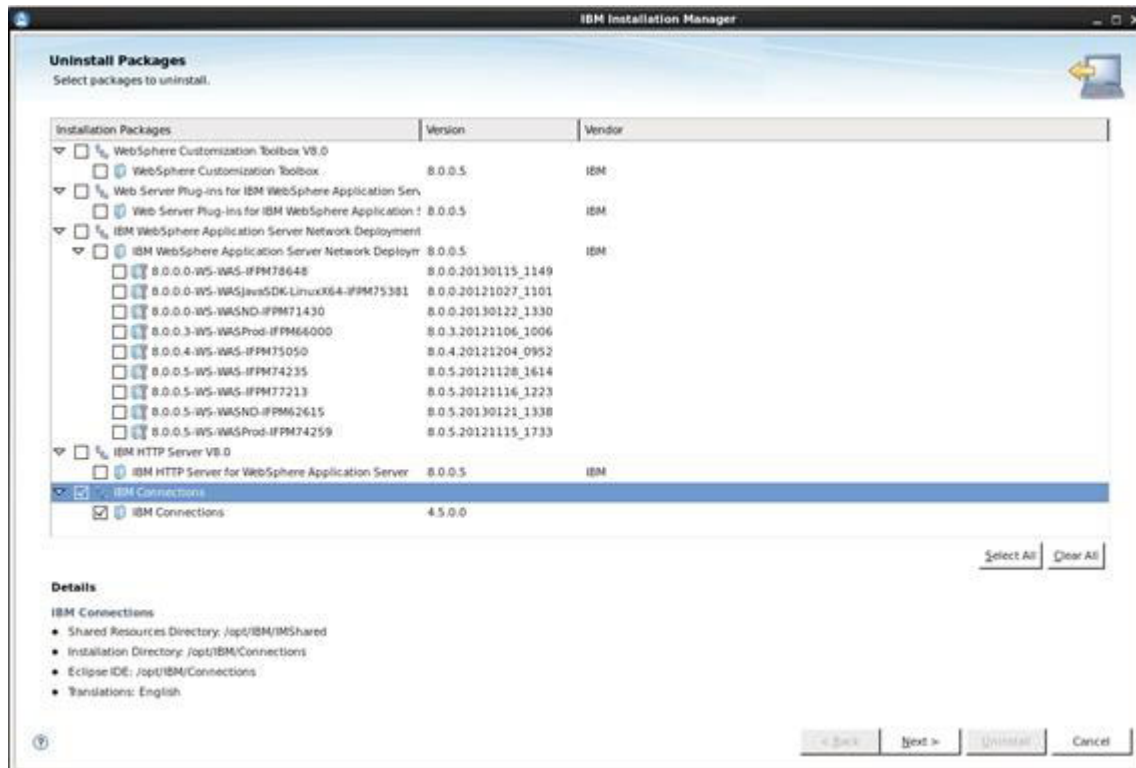 IBM Installation Manager
Uninstall Packages
Select packages to uninstall.
Installation Packages Version Vendor
WebSphere Customization Toolbox V8.0
WebSphere Customization Toolbox 8.0.0.5 IBM
Web Server Plug-ins for IBM WebSphere Application Serv
Web Server Plug-ins for IBM WebSphere Application S 8.0.0.5 IBM
IBM WebSphere Application Server Network Deployment
IBM WebSphere Application Server Network Deploym 8.0.0.5 IBM
8.0.0.0-WS-WAS-IFPM78648 8.0.0.20130115_1149
8.0.0.0-WS-WASJavaSDK-LinuxX64-IFPM75381 8.0.0.20121027_1101
8.0.0.0-WS-WASND-IFPM71430 8.0.0.20130122_1330
8.0.0.3-WS-WASProd-IFPM66000 8.0.3.20121106_1006
8.0.0.4-WS-WAS-IFPM75050 8.0.4.20121204_0952
8.0.0.5-WS-WAS-IFPM74235 8.0.5.20121128_1614
8.0.0.5-WS-WAS-IFPM77213 8.0.5.20121116_1223
8.0.0.5-WS-WASND-IFPM62615 8.0.5.20130121_1338
8.0.0.5-WS-WASProd-IFPM74259 8.0.5.20121115_1733
IBM HTTP Server V8.0
IBM HTTP Server for WebSphere Application Server 8.0.0.5 IBM
IBM Connections
IBM Connections 4.5.0.0
Select All Clear All
Details
IBM Connections
• Shared Resources Directory: /opt/IBM/IMShared
• Installation Directory: /opt/IBM/Connections
• Eclipse IDE: /opt/IBM/Connections
• Translations: English
? < Back Next > Uninstall Cancel